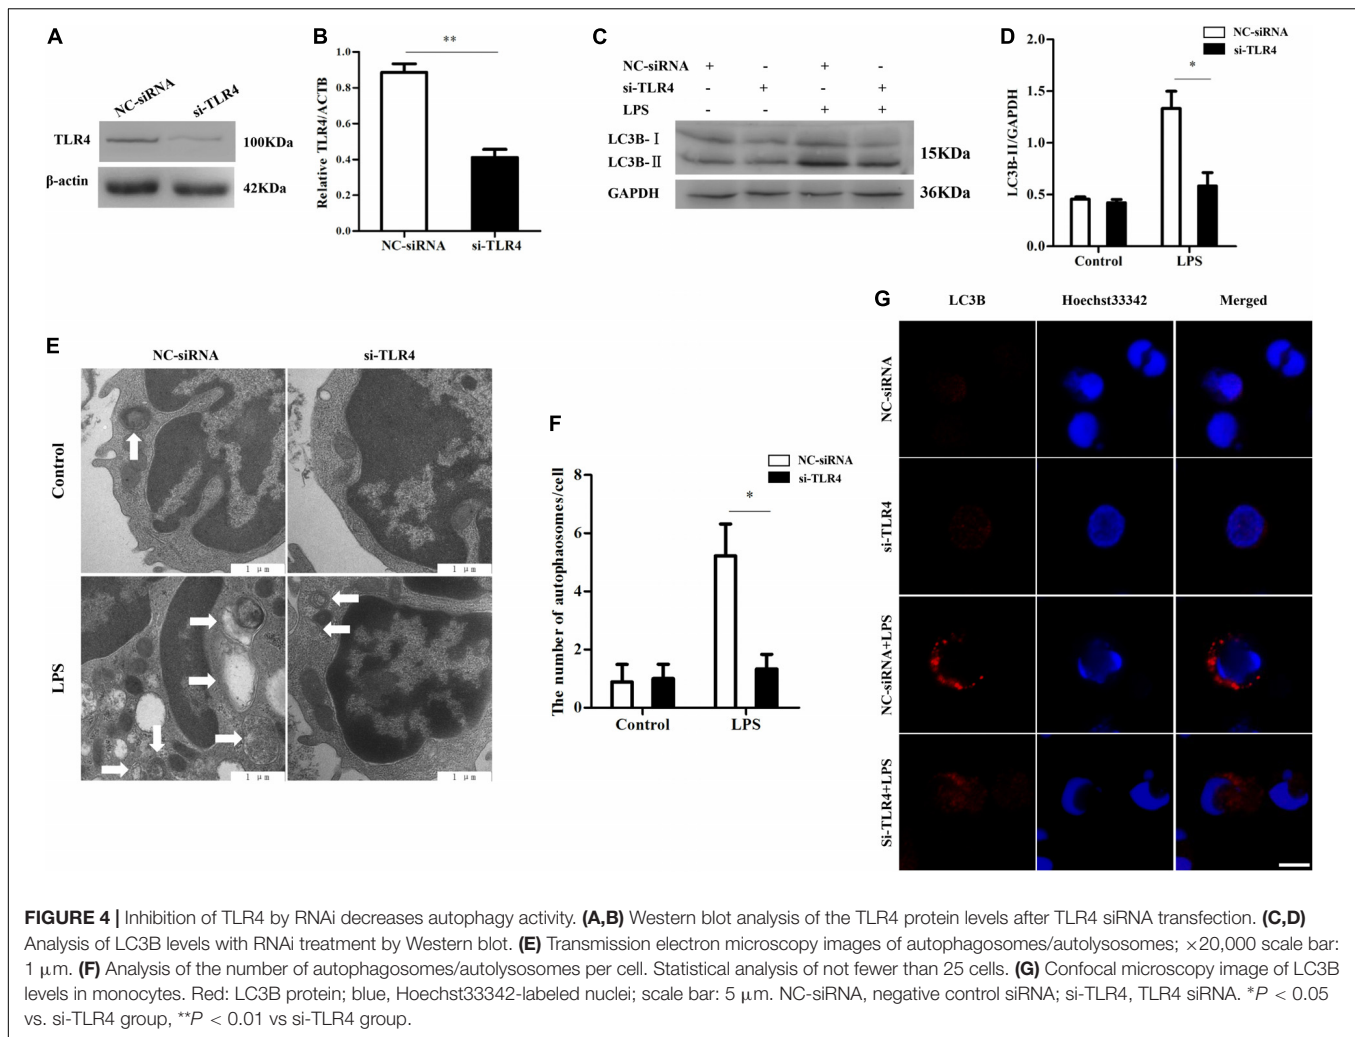 A
NC-siRNA si-TLR4
TLR4 100KDa
β-actin 42KDa
B
**
Relative TLR4/ACTB
1.0
0.8
0.6
0.4
0.2
0.0
NC-siRNA si-TLR4
C
NC-siRNA + - + -
si-TLR4 - + - +
LPS - - + +
LC3B-Ⅰ
LC3B-Ⅱ
15KDa
GAPDH 36KDa
D
NC-siRNA
si-TLR4
*
LC3B-II/GAPDH
2.0
1.5
1.0
0.5
0.0
Control LPS
E
NC-siRNA si-TLR4
Control
1 μm 1 μm
LPS
1 μm 1 μm
F
NC-siRNA
si-TLR4
*
The number of autophaosomes/cell
8
6
4
2
0
Control LPS
G
LC3B Hoechst33342 Merged
NC-siRNA
si-TLR4
NC-siRNA+LPS
Si-TLR4+LPS
FIGURE 4 | Inhibition of TLR4 by RNAi decreases autophagy activity. (A,B) Western blot analysis of the TLR4 protein levels after TLR4 siRNA transfection. (C,D)
Analysis of LC3B levels with RNAi treatment by Western blot. (E) Transmission electron microscopy images of autophagosomes/autolysosomes; ×20,000 scale bar:
1 μm. (F) Analysis of the number of autophagosomes/autolysosomes per cell. Statistical analysis of not fewer than 25 cells. (G) Confocal microscopy image of LC3B
levels in monocytes. Red: LC3B protein; blue, Hoechst33342-labeled nuclei; scale bar: 5 μm. NC-siRNA, negative control siRNA; si-TLR4, TLR4 siRNA. *P < 0.05
vs. si-TLR4 group, **P < 0.01 vs si-TLR4 group.